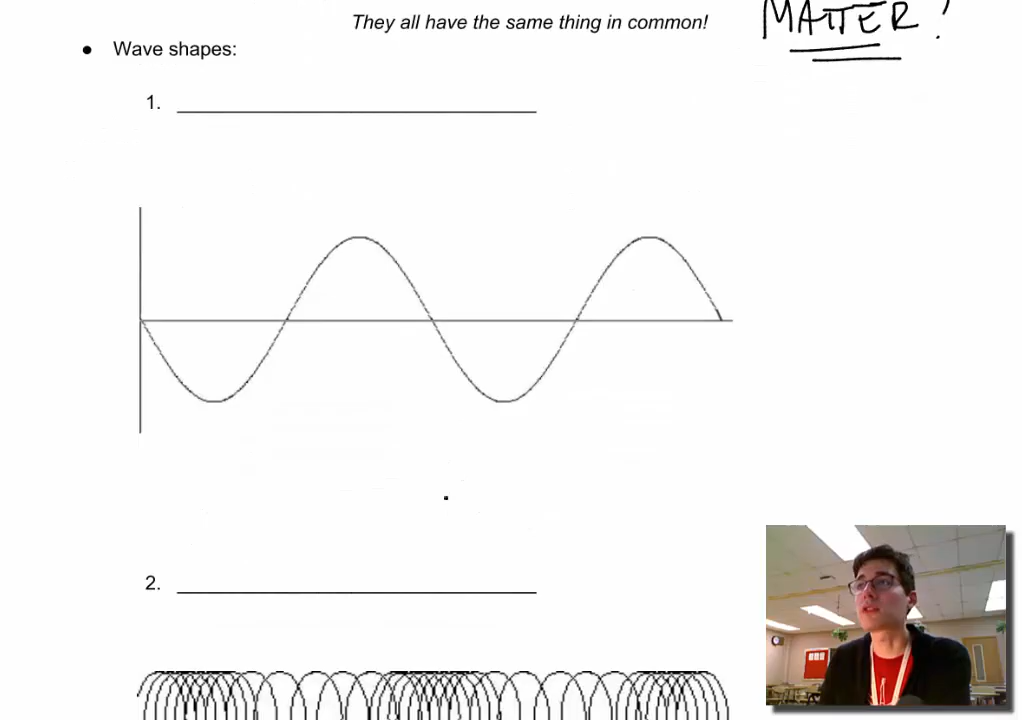 They all have the same thing in common!
MATTER!
● Wave shapes:
1.
2.